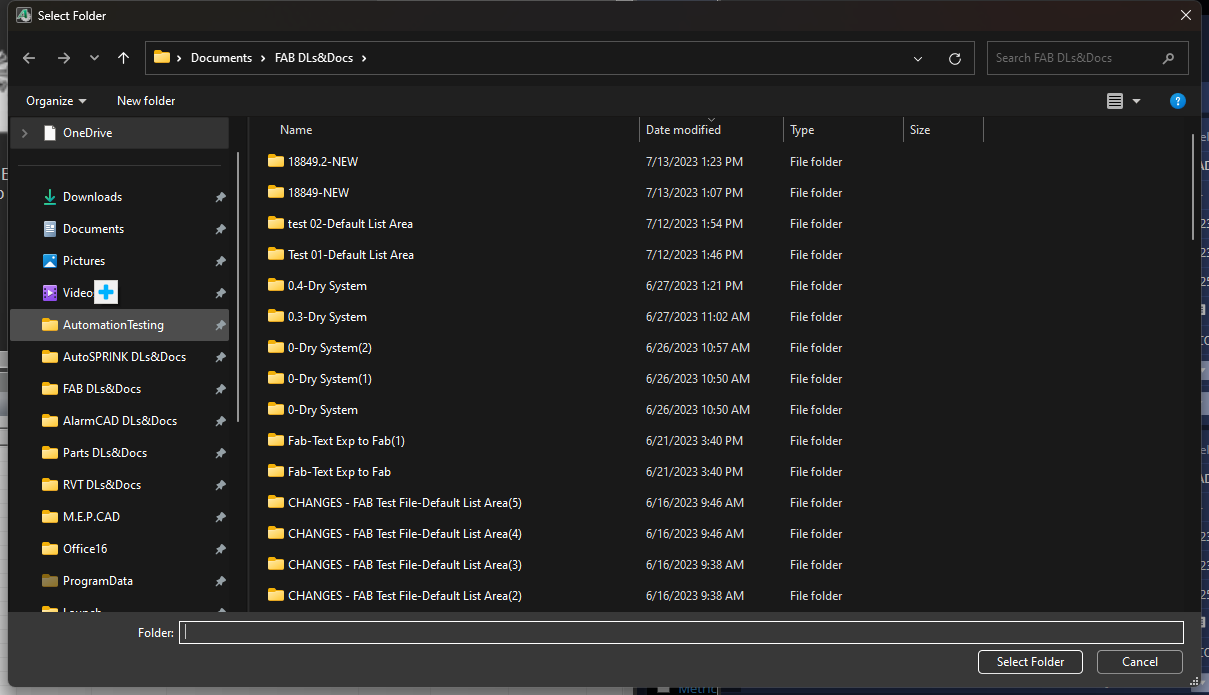 Select Folder
Documents > FAB DLs&Docs >
Search FAB DLs&Docs
Organize
New folder
OneDrive
Downloads
Documents
Pictures
Video
AutomationTesting
AutoSPRINK DLs&Docs
FAB DLs&Docs
AlarmCAD DLs&Docs
Parts DLs&Docs
RVT DLs&Docs
M.E.P.CAD
Office16
ProgramData
Launch
Name Date modified Type Size
18849.2-NEW 7/13/2023 1:23 PM File folder
18849-NEW 7/13/2023 1:07 PM File folder
test 02-Default List Area 7/12/2023 1:54 PM File folder
Test 01-Default List Area 7/12/2023 1:46 PM File folder
0.4-Dry System 6/27/2023 1:21 PM File folder
0.3-Dry System 6/27/2023 11:02 AM File folder
0-Dry System(2) 6/26/2023 10:57 AM File folder
0-Dry System(1) 6/26/2023 10:50 AM File folder
0-Dry System 6/26/2023 10:50 AM File folder
Fab-Text Exp to Fab(1) 6/21/2023 3:40 PM File folder
Fab-Text Exp to Fab 6/21/2023 3:40 PM File folder
CHANGES - FAB Test File-Default List Area(5) 6/16/2023 9:46 AM File folder
CHANGES - FAB Test File-Default List Area(4) 6/16/2023 9:46 AM File folder
CHANGES - FAB Test File-Default List Area(3) 6/16/2023 9:38 AM File folder
CHANGES - FAB Test File-Default List Area(2) 6/16/2023 9:38 AM File folder
Folder:
Select Folder
Cancel
Metric